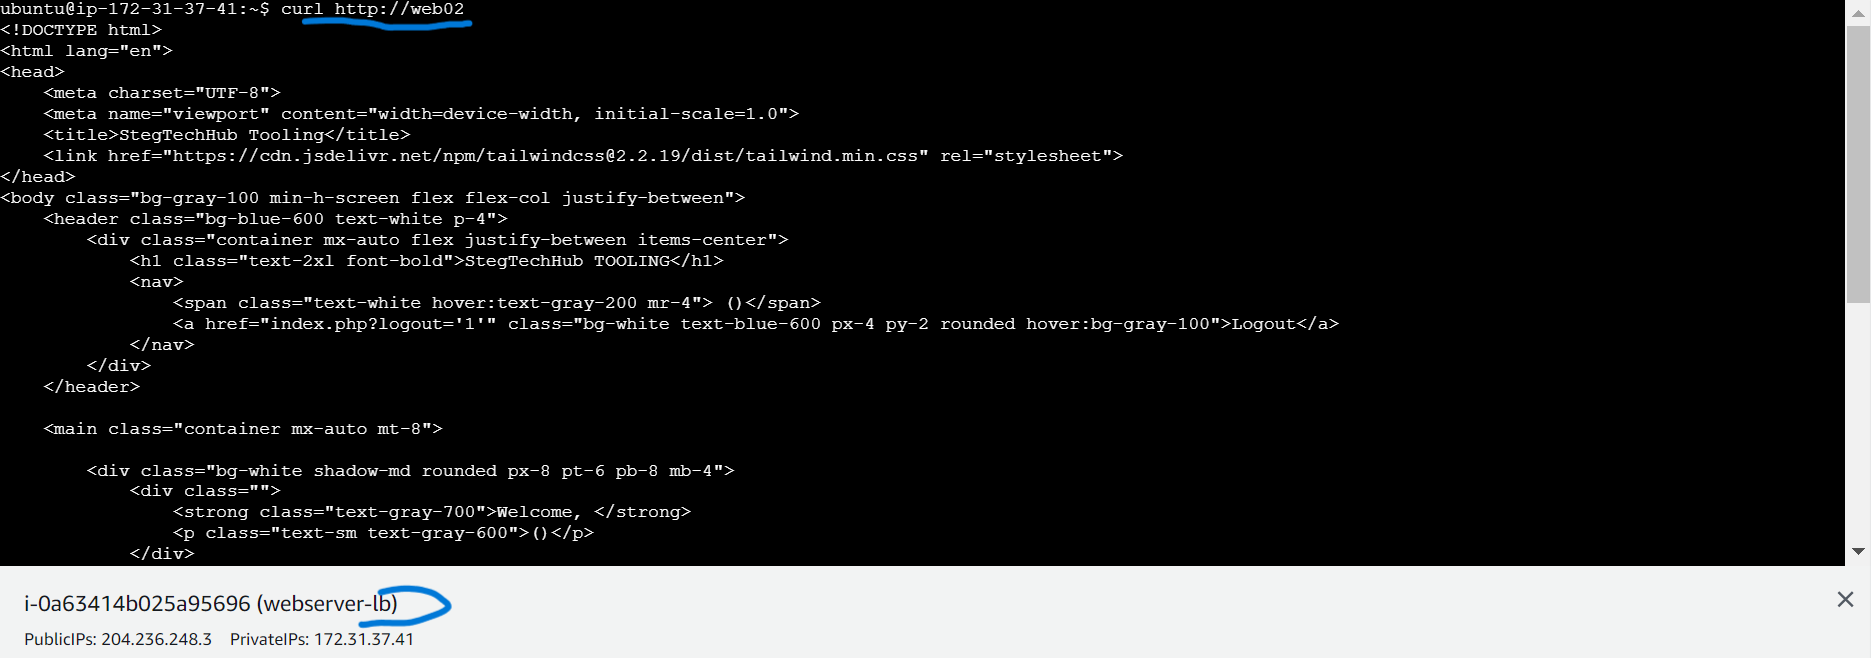 ubuntu@ip-172-31-37-41:~$ curl http://web02
<!DOCTYPE html>
<html lang="en">
<head>
    <meta charset="UTF-8">
    <meta name="viewport" content="width=device-width, initial-scale=1.0">
    <title>StegTechHub Tooling</title>
    <link href="https://cdn.jsdelivr.net/npm/tailwindcss@2.2.19/dist/tailwind.min.css" rel="stylesheet">
</head>
<body class="bg-gray-100 min-h-screen flex flex-col justify-between">
    <header class="bg-blue-600 text-white p-4">
        <div class="container mx-auto flex justify-between items-center">
            <h1 class="text-2xl font-bold">StegTechHub TOOLING</h1>
            <nav>
                <span class="text-white hover:text-gray-200 mr-4"> ()</span>
                <a href="index.php?logout='1'" class="bg-white text-blue-600 px-4 py-2 rounded hover:bg-gray-100">Logout</a>
            </nav>
        </div>
    </header>
    <main class="container mx-auto mt-8">
        <div class="bg-white shadow-md rounded px-8 pt-6 pb-8 mb-4">
            <div class="">
                <strong class="text-gray-700">Welcome, </strong>
                <p class="text-sm text-gray-600">()</p>
            </div>
i-0a63414b025a95696 (webserver-lb)
PublicIPs: 204.236.248.3 PrivateIPs: 172.31.37.41